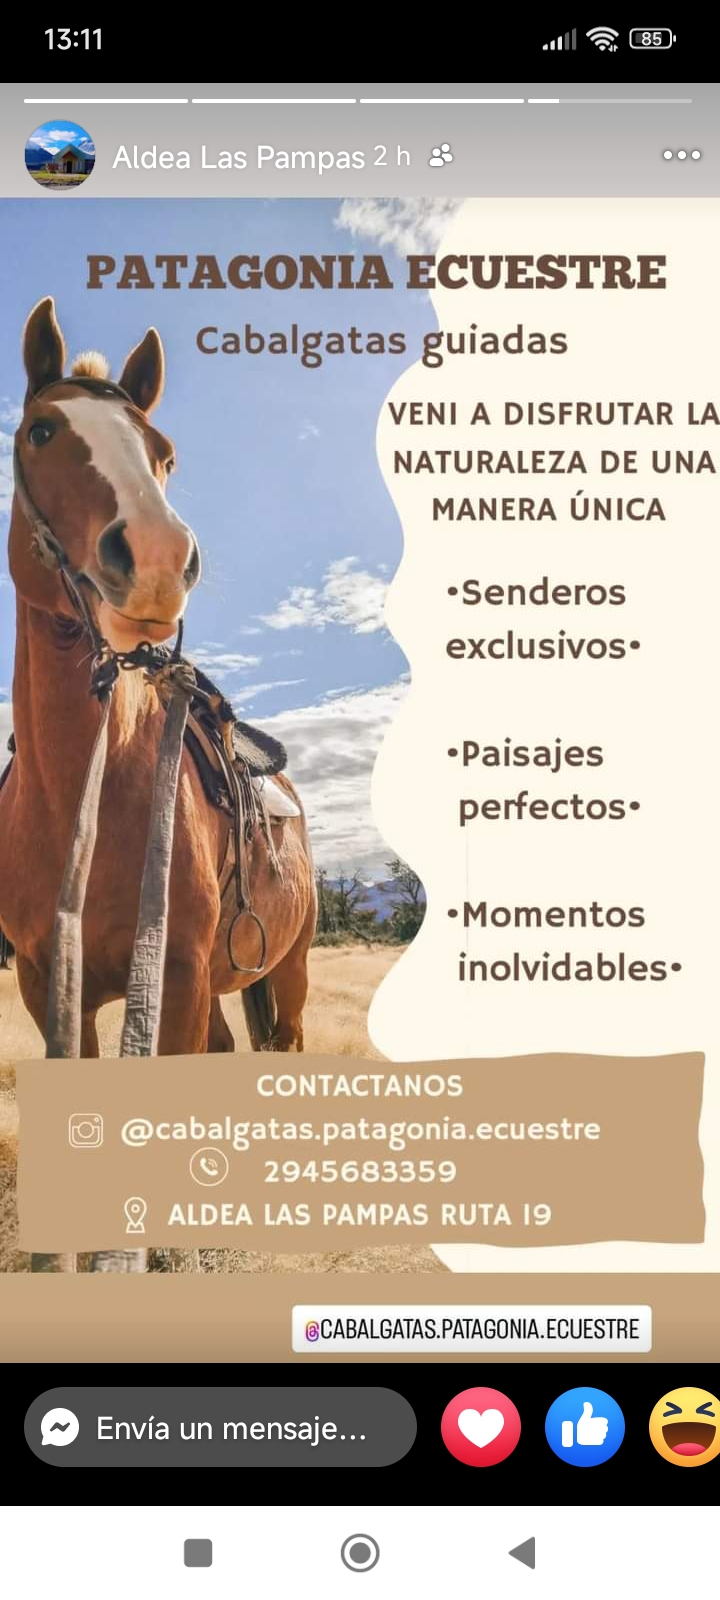 13:11
85
Aldea Las Pampas 2 h
PATAGONIA ECUESTRE
Cabalgatas guiadas
VENI A DISFRUTAR LA
NATURALEZA DE UNA
MANERA ÚNICA
•Senderos
exclusivos•
•Paisajes
perfectos•
•Momentos
inolvidables•
CONTACTANOS
@cabalgatas.patagonia.ecuestre
2945683359
ALDEA LAS PAMPAS RUTA 19
@CABALGATAS.PATAGONIA.ECUESTRE
Envía un mensaje...